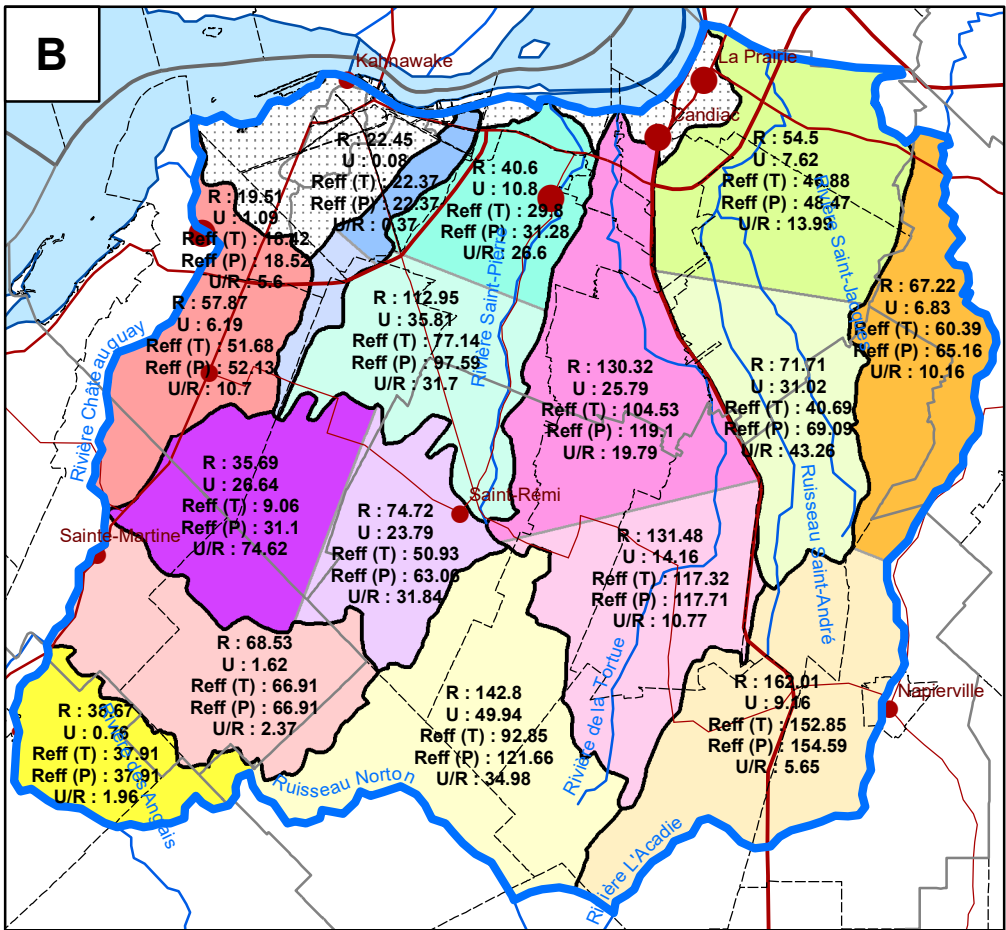 B
Kahnawake
La Prairie
Candiac
R : 22.45
U : 0.08
Reff (T) : 22.37
Reff (P) : 22.37
U/R : 0.37
R : 40.6
U : 10.8
Reff (T) : 29.8
Reff (P) : 31.28
U/R : 26.6
R : 54.5
U : 7.62
Reff (T) : 46.88
Reff (P) : 48.47
U/R : 13.99
R : 19.51
U : 1.09
Reff (T) : 18.42
Reff (P) : 18.52
U/R : 5.6
R : 57.87
U : 6.19
Reff (T) : 51.68
Reff (P) : 52.13
U/R : 10.7
R : 112.95
U : 35.81
Reff (T) : 77.14
Reff (P) : 97.59
U/R : 31.7
R : 130.32
U : 25.79
Reff (T) : 104.53
Reff (P) : 119.1
U/R : 19.79
R : 71.71
U : 31.02
Reff (T) : 40.69
Reff (P) : 69.09
U/R : 43.26
R : 67.22
U : 6.83
Reff (T) : 60.39
Reff (P) : 65.16
U/R : 10.16
Rivière Châteauguay
Rivière Saint-Pierre
Rivière Saint-Jacques
R : 35.69
U : 26.64
Reff (T) : 9.06
Reff (P) : 31.1
U/R : 74.62
R : 74.72
U : 23.79
Reff (T) : 50.93
Reff (P) : 63.06
U/R : 31.84
Saint-Rémi
Sainte-Martine
R : 131.48
U : 14.16
Reff (T) : 117.32
Reff (P) : 117.71
U/R : 10.77
Ruisseau Saint-André
R : 68.53
U : 1.62
Reff (T) : 66.91
Reff (P) : 66.91
U/R : 2.37
R : 38.67
U : 0.76
Reff (T) : 37.91
Reff (P) : 37.91
U/R : 1.96
Rivière des Anglais
R : 142.8
U : 49.94
Reff (T) : 92.85
Reff (P) : 121.66
U/R : 34.98
R : 162.01
U : 9.16
Reff (T) : 152.85
Reff (P) : 154.59
U/R : 5.65
Napierville
Ruisseau Norton
Rivière de la Tortue
Rivière L'Acadie